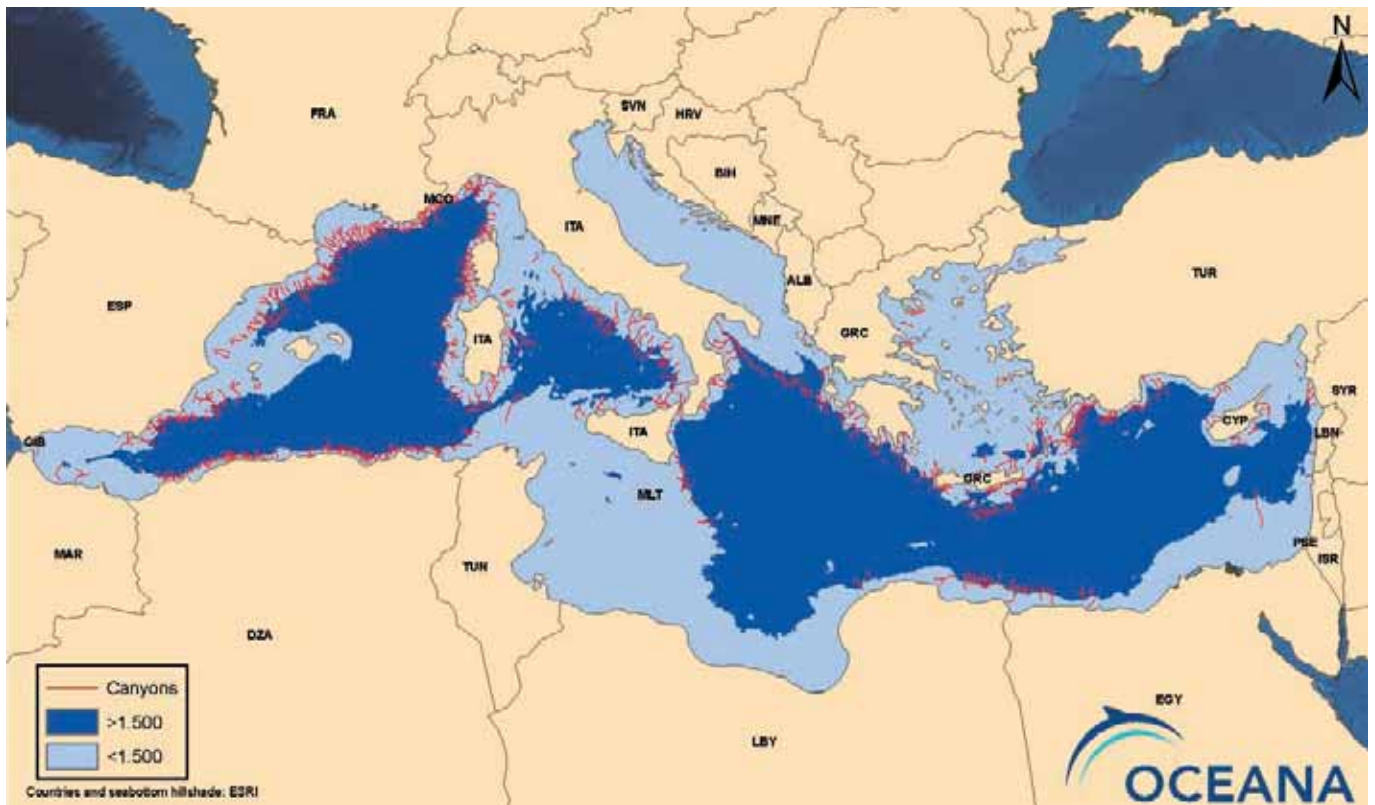 N
SVN
HRV
FRA
BIH
MCO
MNE
ITA
ALB
TUR
ESP
GRC
ITA
SYR
CYP
ITA
LBN
GIB
GRC
MLT
MAR
TUN
PSE
ISR
DZA
EGY
LBY
Canyons
>1.500
<1.500
Countries and seabottom hillshade: ESRI
OCEANA